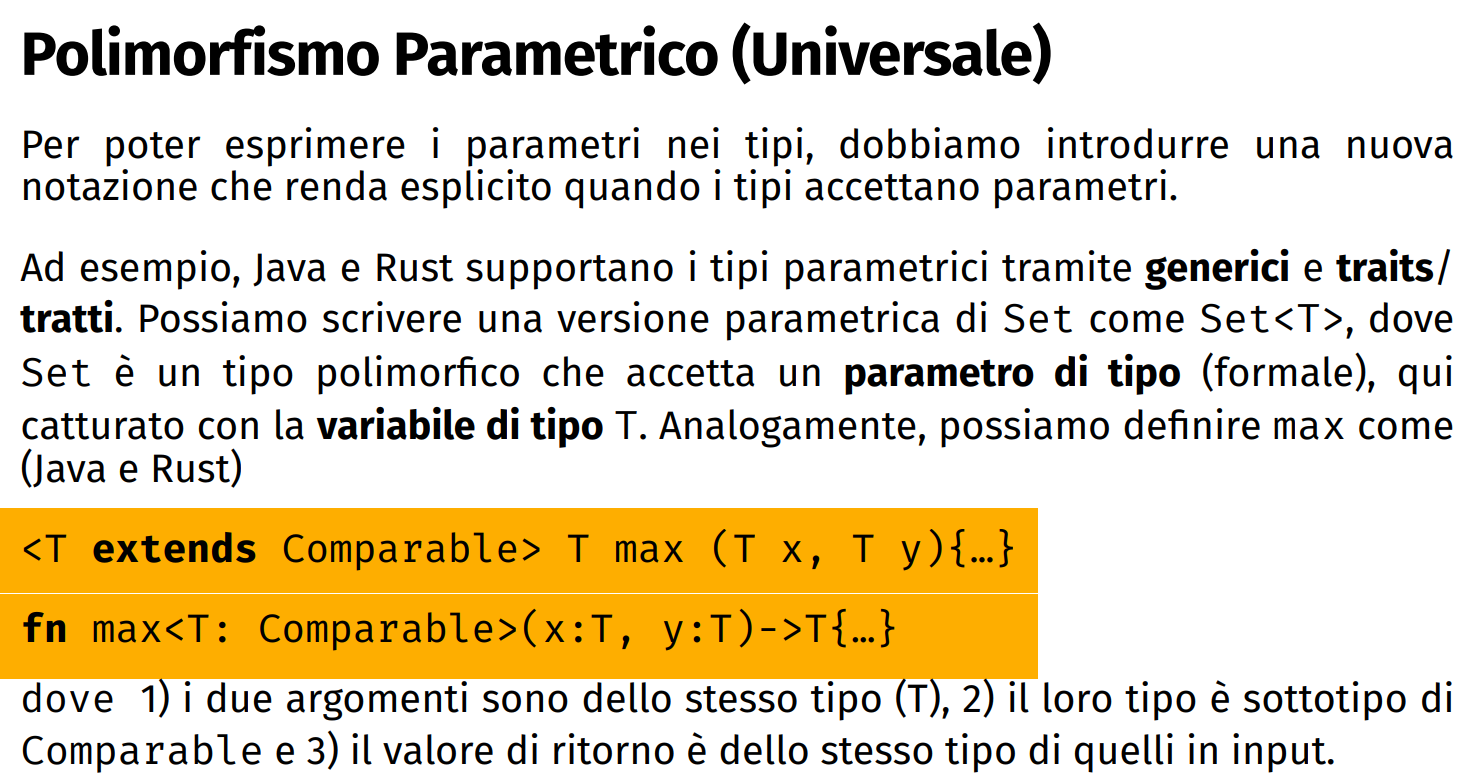 Polimorfismo Parametrico (Universale)
Per poter esprimere i parametri nei tipi, dobbiamo introdurre una nuova
notazione che renda esplicito quando i tipi accettano parametri.
Ad esempio, Java e Rust supportano i tipi parametrici tramite generici e traits/
tratti. Possiamo scrivere una versione parametrica di Set come Set<T>, dove
Set è un tipo polimorfico che accetta un parametro di tipo (formale), qui
catturato con la variabile di tipo T. Analogamente, possiamo definire max come
(Java e Rust)
<T extends Comparable> T max (T x, T y){…}
fn max<T: Comparable>(x:T, y:T)->T{…}
dove 1) i due argomenti sono dello stesso tipo (T), 2) il loro tipo è sottotipo di
Comparable e 3) il valore di ritorno è dello stesso tipo di quelli in input.